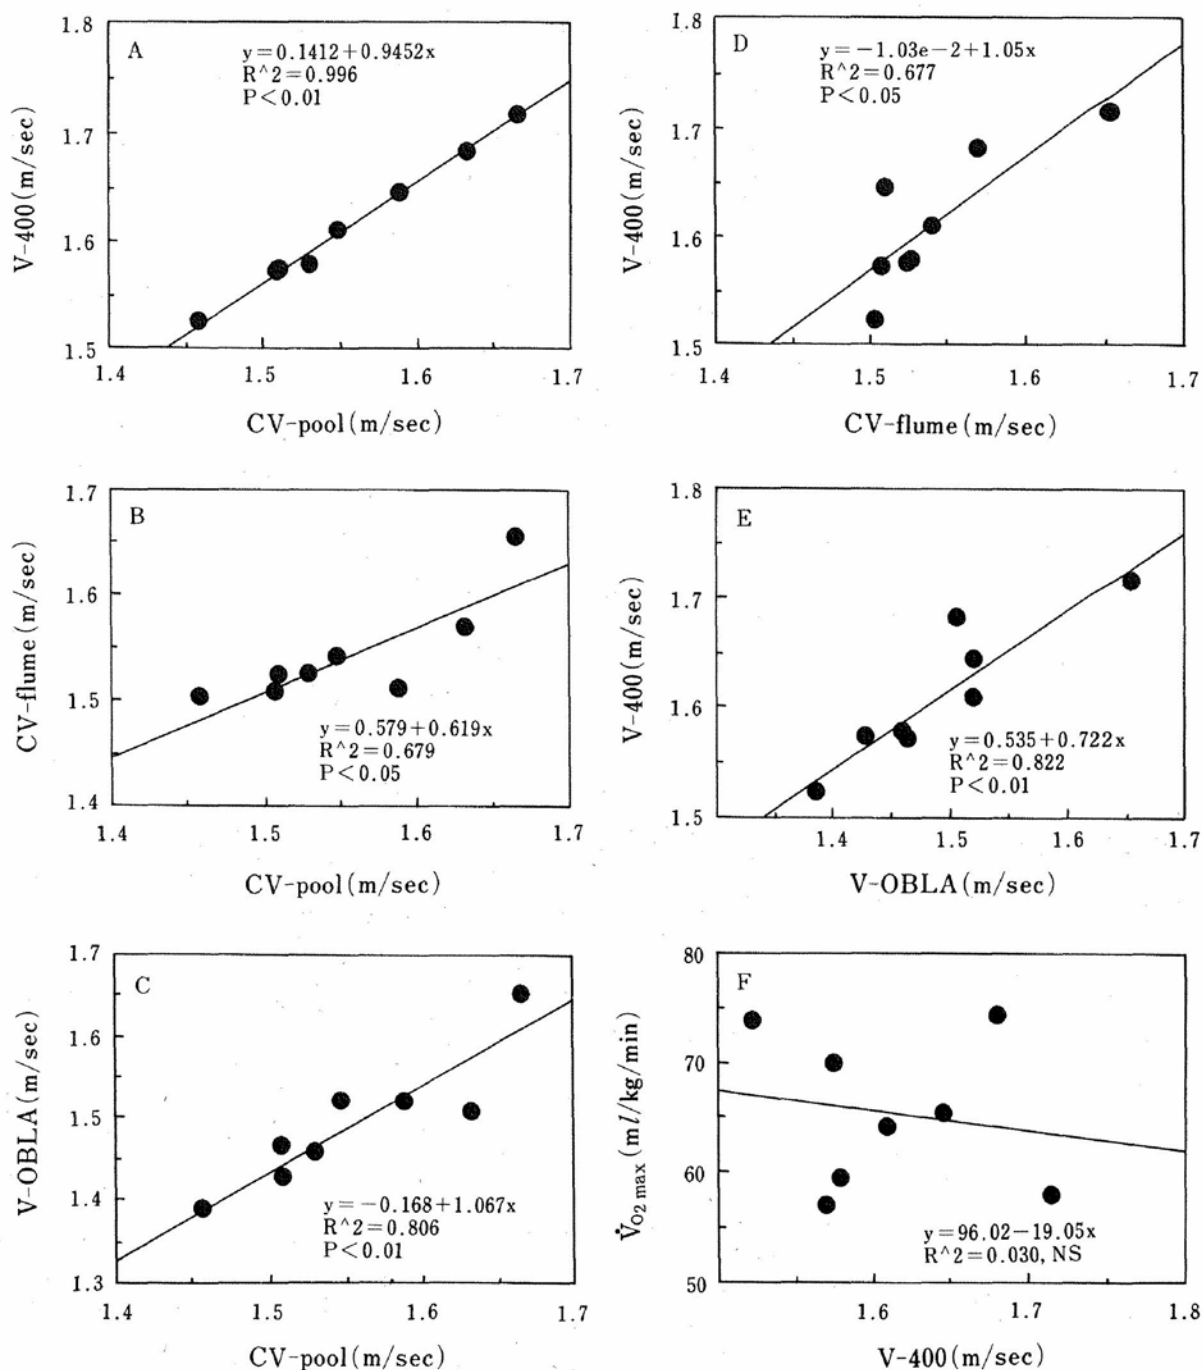 A
y=0.1412+0.9452x
R^2=0.996
P<0.01
1.8
1.7
1.6
1.5
V-400(m/sec)
1.4 1.5 1.6 1.7
CV-pool(m/sec)
D
y=−1.03e−2+1.05x
R^2=0.677
P<0.05
1.8
1.7
1.6
1.5
V-400(m/sec)
1.4 1.5 1.6 1.7
CV-flume(m/sec)
B
y=0.579+0.619x
R^2=0.679
P<0.05
1.7
1.6
1.5
1.4
CV-flume(m/sec)
1.4 1.5 1.6 1.7
CV-pool(m/sec)
E
y=0.535+0.722x
R^2=0.822
P<0.01
1.8
1.7
1.6
1.5
V-400(m/sec)
1.4 1.5 1.6 1.7
V-OBLA(m/sec)
C
y=−0.168+1.067x
R^2=0.806
P<0.01
1.7
1.6
1.5
1.4
1.3
V-OBLA(m/sec)
1.4 1.5 1.6 1.7
CV-pool(m/sec)
F
y=96.02−19.05x
R^2=0.030, NS
80
70
60
50
V̇O2 max(ml/kg/min)
1.6 1.7 1.8
V-400(m/sec)